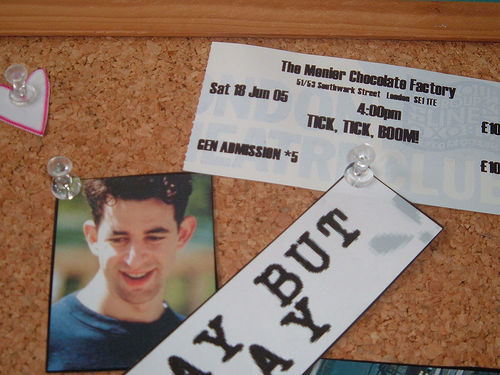 The Menier Chocolate Factory
51/53 Southwark Street London SE1 1TE
Sat 18 Jun 05
4:00pm
£10
TICK, TICK, BOOM!
GEN ADMISSION *5
£10
BUT
AY
AY